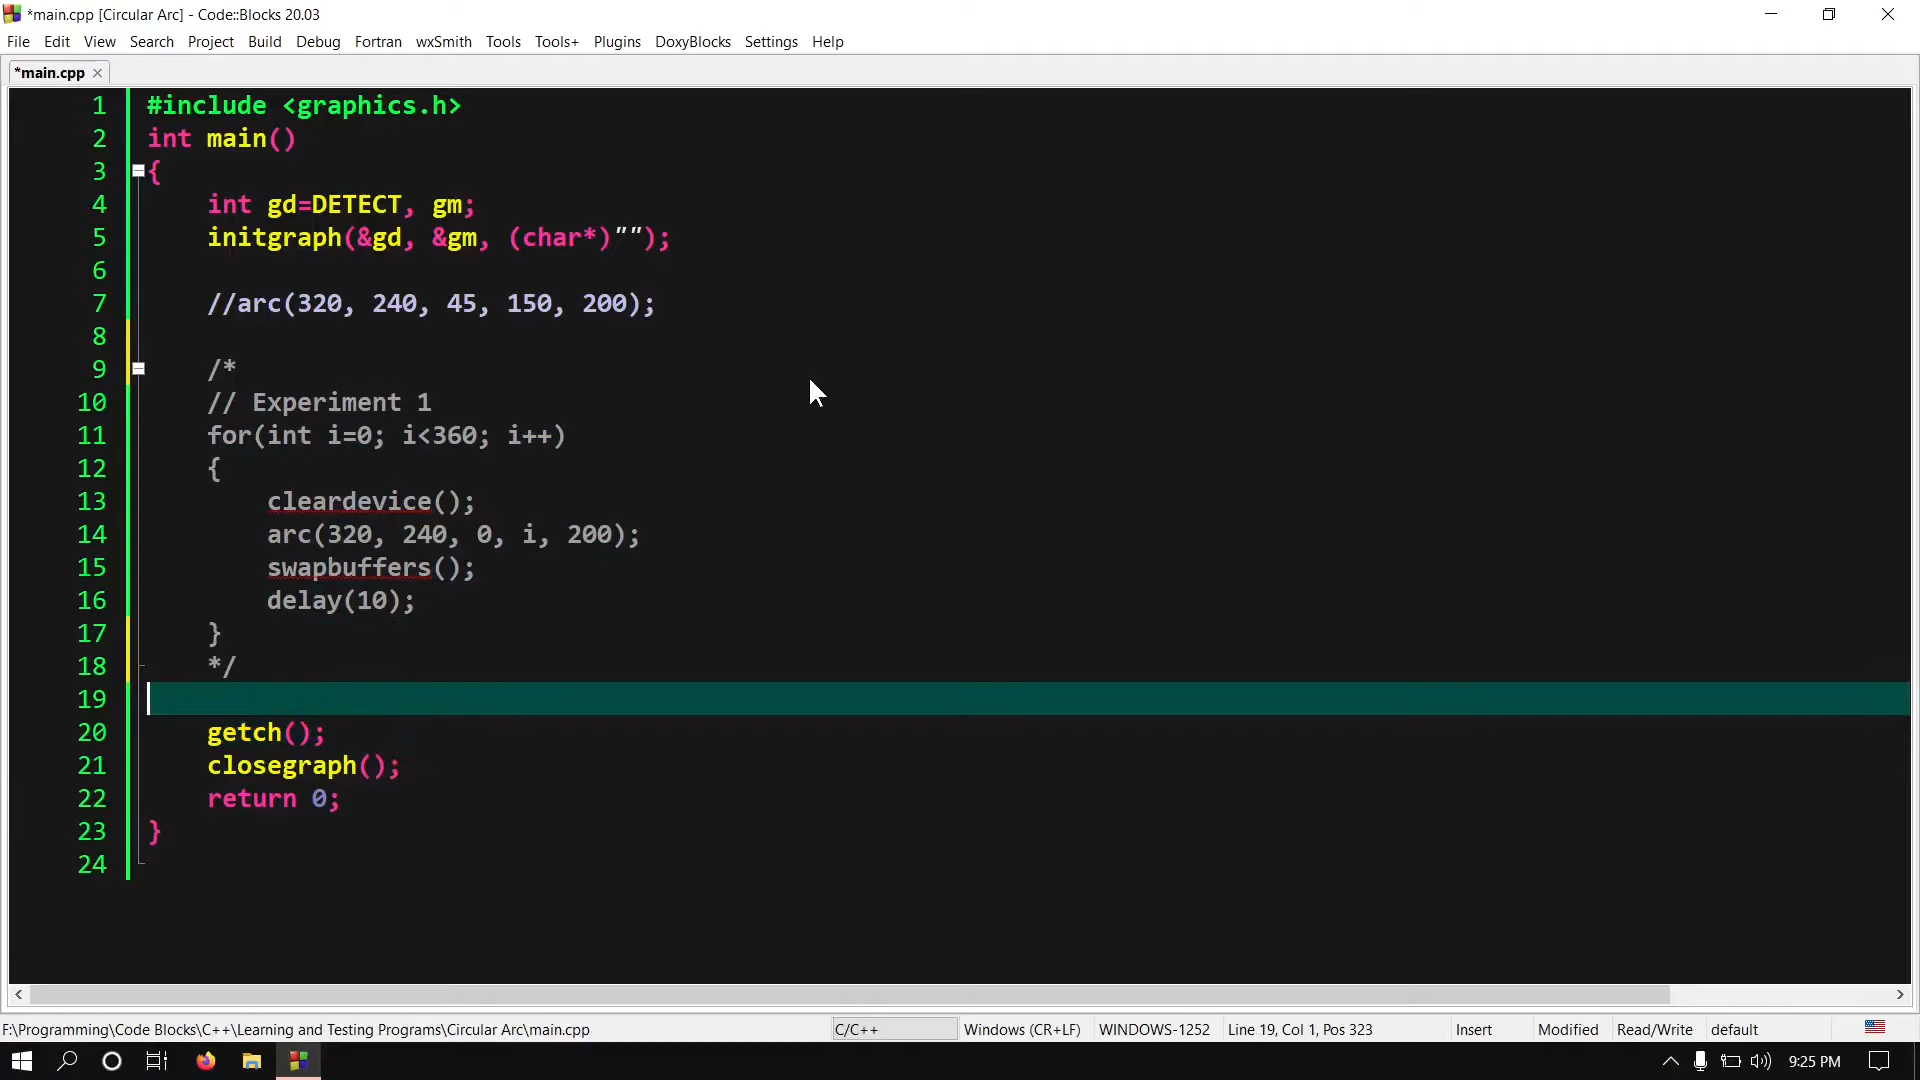 *main.cpp [Circular Arc] - Code::Blocks 20.03
File Edit View Search Project Build Debug Fortran wxSmith Tools Tools+ Plugins DoxyBlocks Settings Help
*main.cpp
1 #include <graphics.h>
2 int main()
3 {
4 int gd=DETECT, gm;
5 initgraph(&gd, &gm, (char*)"");
6
7 //arc(320, 240, 45, 150, 200);
8
9 /*
10 // Experiment 1
11 for(int i=0; i<360; i++)
12 {
13 cleardevice();
14 arc(320, 240, 0, i, 200);
15 swapbuffers();
16 delay(10);
17 }
18 */
19
20 getch();
21 closegraph();
22 return 0;
23 }
24
F:\Programming\Code Blocks\C++\Learning and Testing Programs\Circular Arc\main.cpp C/C++ Windows (CR+LF) WINDOWS-1252 Line 19, Col 1, Pos 323 Insert Modified Read/Write default
9:25 PM